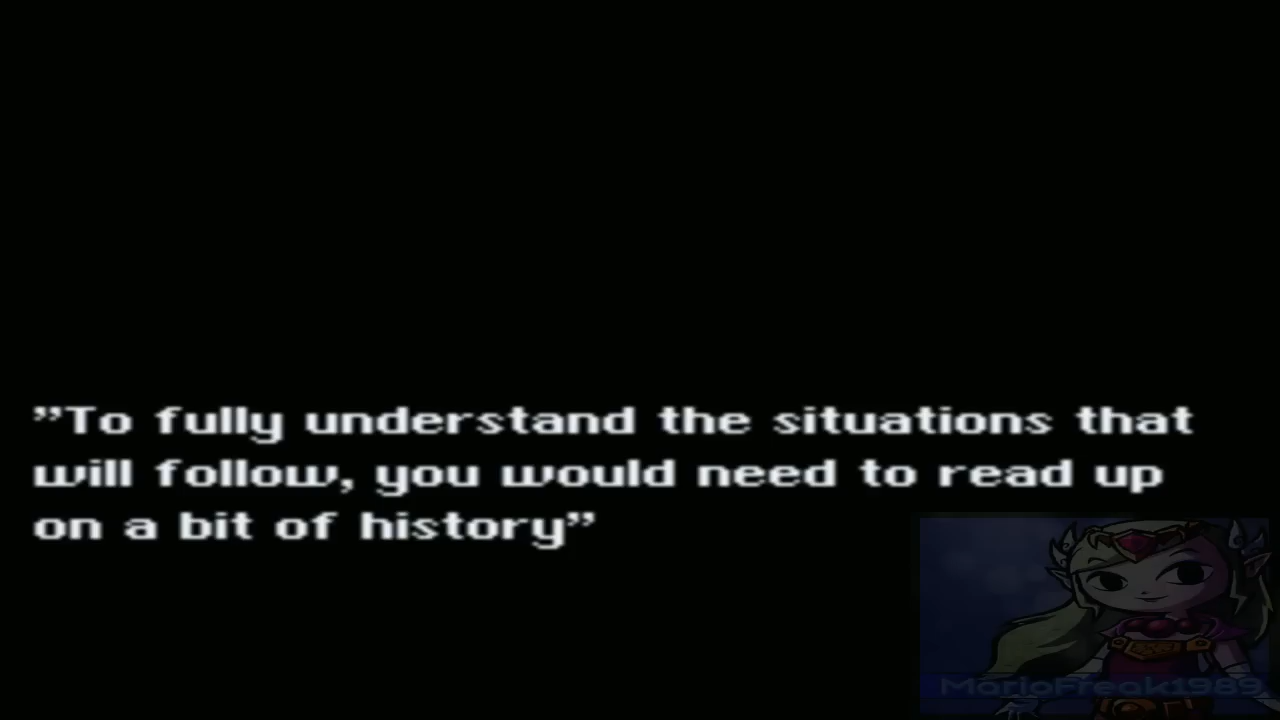 ”To fully understand the situations that
will follow, you would need to read up
on a bit of history”
MarioFreak1989